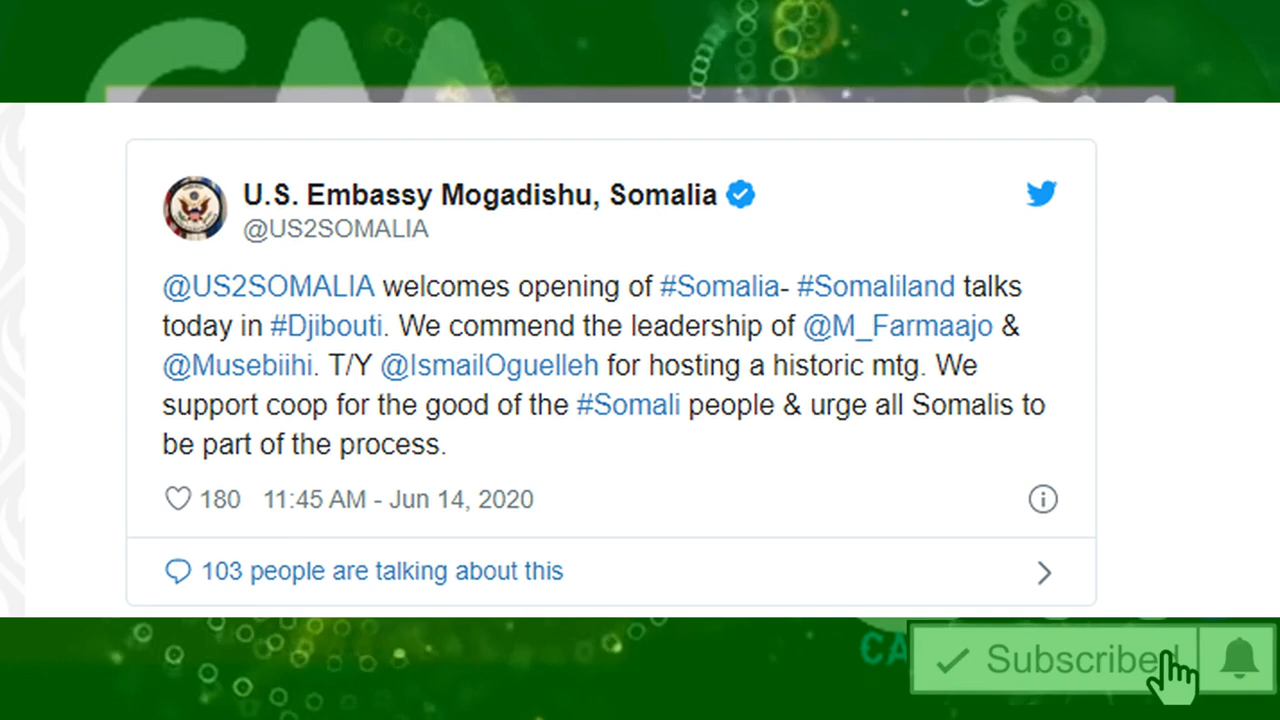 U.S. Embassy Mogadishu, Somalia
@US2SOMALIA
@US2SOMALIA welcomes opening of #Somalia- #Somaliland talks
today in #Djibouti. We commend the leadership of @M_Farmaajo &
@Musebiihi. T/Y @IsmailOguelleh for hosting a historic mtg. We
support coop for the good of the #Somali people & urge all Somalis to
be part of the process.
180 11:45 AM - Jun 14, 2020
103 people are talking about this
CA
Subscribed